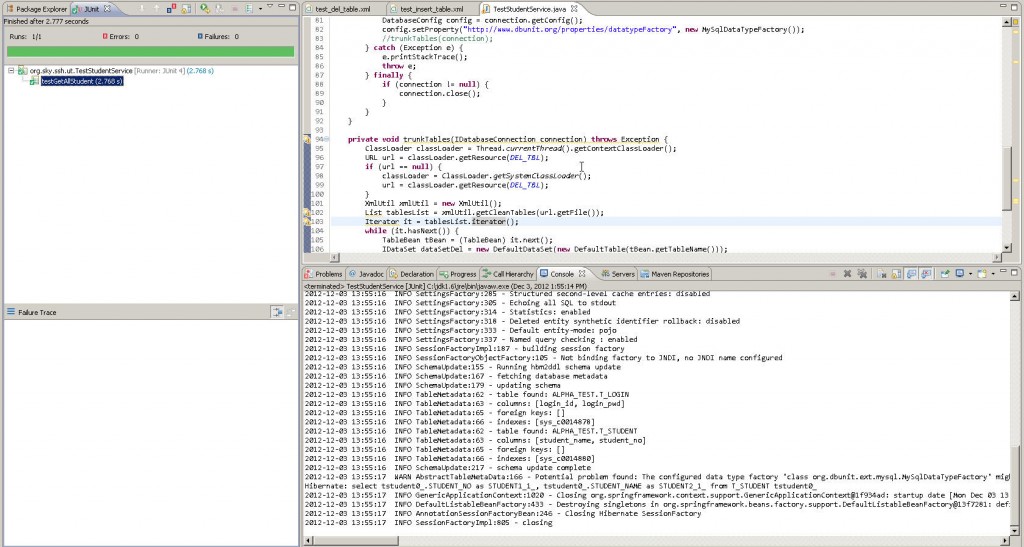 Package Explorer
JUnit
Finished after 2.777 seconds
Runs: 1/1
Errors: 0
Failures: 0
org.sky.ssh.ut.TestStudentService [Runner: JUnit 4] (2.768 s)
testGetAllStudent (2.768 s)
Failure Trace
test_del_table.xml
test_insert_table.xml
TestStudentService.java
81 DatabaseConfig config = connection.getConfig();
82 config.setProperty("http://www.dbunit.org/properties/datatypeFactory", new MySqlDataTypeFactory());
83 //trunkTables(connection);
84 } catch (Exception e) {
85 e.printStackTrace();
86 throw e;
87 } finally {
88 if (connection != null) {
89 connection.close();
90 }
91 }
92 }
93
94 private void trunkTables(IDatabaseConnection connection) throws Exception {
95 ClassLoader classLoader = Thread.currentThread().getContextClassLoader();
96 URL url = classLoader.getResource(DEL_TBL);
97 if (url == null) {
98 classLoader = ClassLoader.getSystemClassLoader();
99 url = classLoader.getResource(DEL_TBL);
100 }
101 XmlUtil xmlUtil = new XmlUtil();
102 List tablesList = xmlUtil.getCleanTables(url.getFile());
103 Iterator it = tablesList.iterator();
104 while (it.hasNext()) {
105 TableBean tBean = (TableBean) it.next();
106 IDataSet dataSetDel = new DefaultDataSet(new DefaultTable(tBean.getTableName()));
Problems
Javadoc
Declaration
Progress
Call Hierarchy
Console
Servers
Maven Repositories
<terminated> TestStudentService [JUnit] C:\jdk1.6\jre\bin\javaw.exe (Dec 3, 2012 1:55:14 PM)
2012-12-03 13:55:16 INFO SettingsFactory:285 - Structured second-level cache entries: disabled
2012-12-03 13:55:16 INFO SettingsFactory:305 - Echoing all SQL to stdout
2012-12-03 13:55:16 INFO SettingsFactory:314 - Statistics: enabled
2012-12-03 13:55:16 INFO SettingsFactory:318 - Deleted entity synthetic identifier rollback: disabled
2012-12-03 13:55:16 INFO SettingsFactory:333 - Default entity-mode: pojo
2012-12-03 13:55:16 INFO SettingsFactory:337 - Named query checking : enabled
2012-12-03 13:55:16 INFO SessionFactoryImpl:187 - building session factory
2012-12-03 13:55:16 INFO SessionFactoryObjectFactory:105 - Not binding factory to JNDI, no JNDI name configured
2012-12-03 13:55:16 INFO SchemaUpdate:155 - Running hbm2ddl schema update
2012-12-03 13:55:16 INFO SchemaUpdate:167 - fetching database metadata
2012-12-03 13:55:16 INFO SchemaUpdate:179 - updating schema
2012-12-03 13:55:16 INFO TableMetadata:62 - table found: ALPHA_TEST.T_LOGIN
2012-12-03 13:55:16 INFO TableMetadata:63 - columns: [login_id, login_pwd]
2012-12-03 13:55:16 INFO TableMetadata:65 - foreign keys: []
2012-12-03 13:55:16 INFO TableMetadata:66 - indexes: [sys_c0014878]
2012-12-03 13:55:16 INFO TableMetadata:62 - table found: ALPHA_TEST.T_STUDENT
2012-12-03 13:55:16 INFO TableMetadata:63 - columns: [student_name, student_no]
2012-12-03 13:55:16 INFO TableMetadata:65 - foreign keys: []
2012-12-03 13:55:16 INFO TableMetadata:66 - indexes: [sys_c0014880]
2012-12-03 13:55:16 INFO SchemaUpdate:217 - schema update complete
2012-12-03 13:55:17 WARN AbstractTableMetaData:166 - Potential problem found: The configured data type factory 'class org.dbunit.ext.mysql.MySqlDataTypeFactory' mig
Hibernate: select tstudent0_.STUDENT_NO as STUDENT1_1_, tstudent0_.STUDENT_NAME as STUDENT2_1_ from T_STUDENT tstudent0_
2012-12-03 13:55:17 INFO GenericApplicationContext:1020 - Closing org.springframework.context.support.GenericApplicationContext@1f934ad: startup date [Mon Dec 03 13
2012-12-03 13:55:17 INFO DefaultListableBeanFactory:433 - Destroying singletons in org.springframework.beans.factory.support.DefaultListableBeanFactory@13f7281: def
2012-12-03 13:55:17 INFO AnnotationSessionFactoryBean:246 - Closing Hibernate SessionFactory
2012-12-03 13:55:17 INFO SessionFactoryImpl:805 - closing